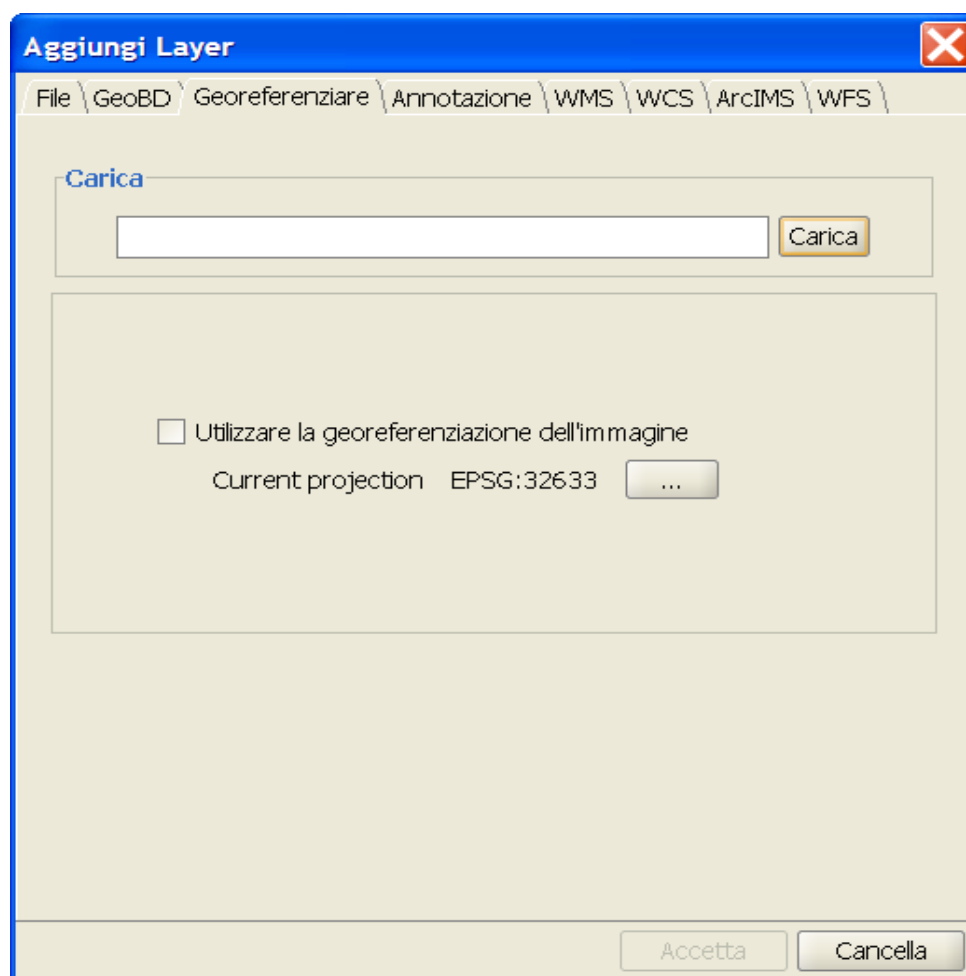 Aggiungi Layer
File GeoBD Georeferenziare Annotazione WMS WCS ArcIMS WFS
Carica
Carica
Utilizzare la georeferenziazione dell'immagine
Current projection EPSG:32633 ...
Accetta Cancella